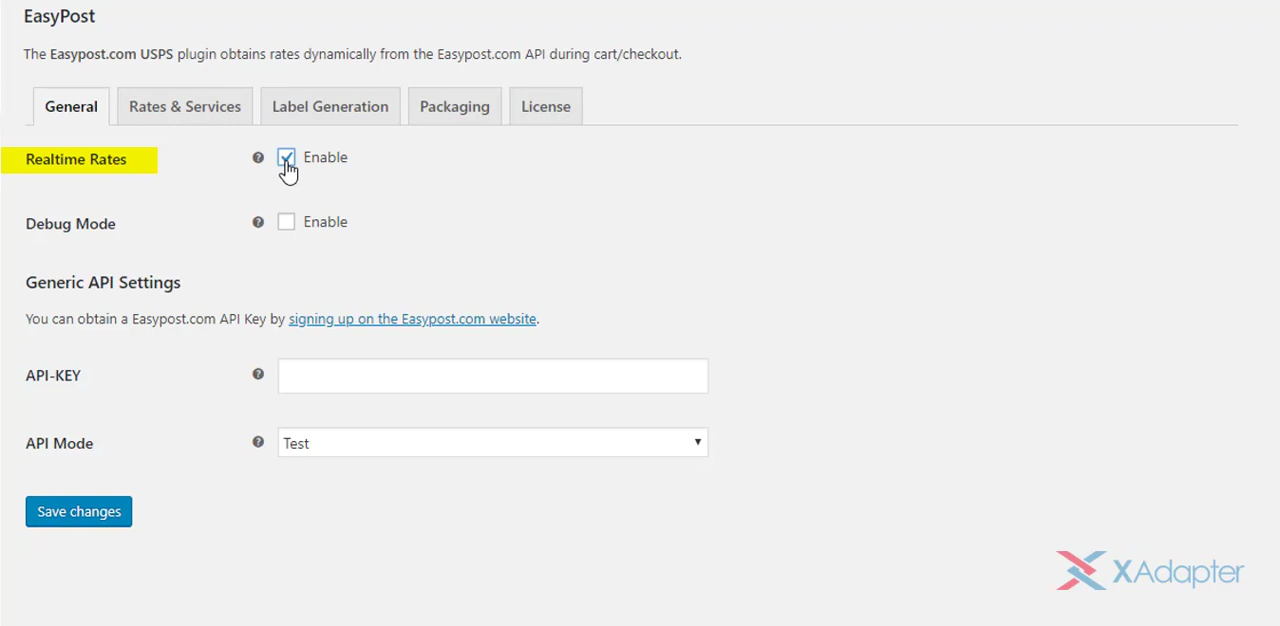 EasyPost
The Easypost.com USPS plugin obtains rates dynamically from the Easypost.com API during cart/checkout.
General Rates & Services Label Generation Packaging License
Realtime Rates ? Enable
Debug Mode ? Enable
Generic API Settings
You can obtain a Easypost.com API Key by signing up on the Easypost.com website.
API-KEY ?
API Mode ? Test
Save changes
XAdapter